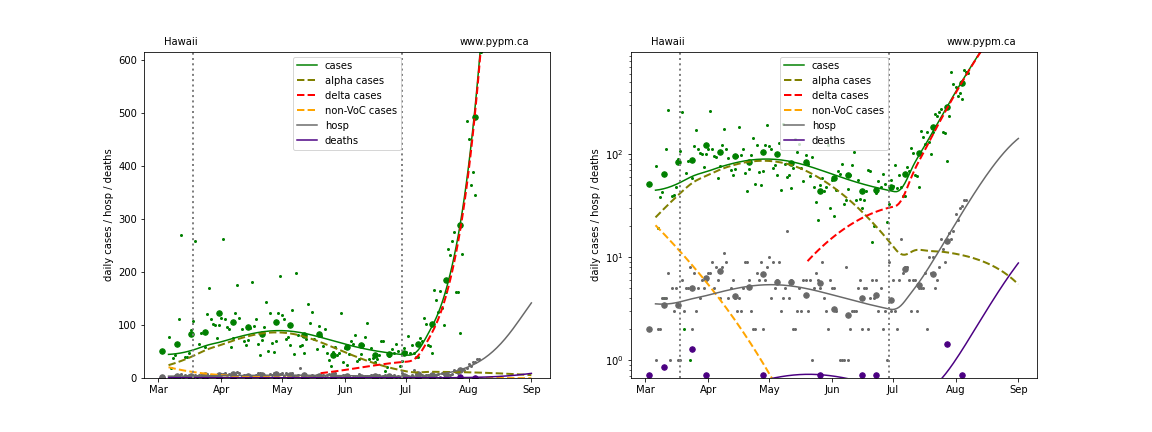 Hawaii www.pypm.ca
daily cases / hosp / deaths
600
500
400
300
200
100
0
Mar Apr May Jun Jul Aug Sep
cases
alpha cases
delta cases
non-VoC cases
hosp
deaths
Hawaii www.pypm.ca
daily cases / hosp / deaths
10²
10¹
10⁰
Mar Apr May Jun Jul Aug Sep
cases
alpha cases
delta cases
non-VoC cases
hosp
deaths